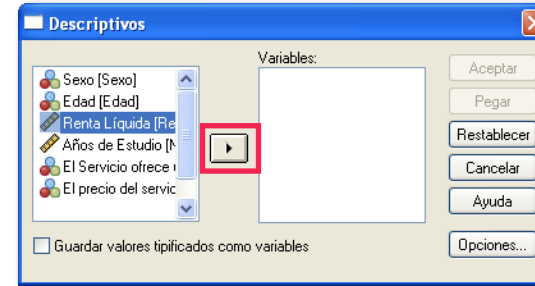 Descriptivos
Variables:
Sexo [Sexo]
Edad [Edad]
Renta Líquida [Re
Años de Estudio [N
El Servicio ofrece
El precio del servic
Guardar valores tipificados como variables
Aceptar
Pegar
Restablecer
Cancelar
Ayuda
Opciones...